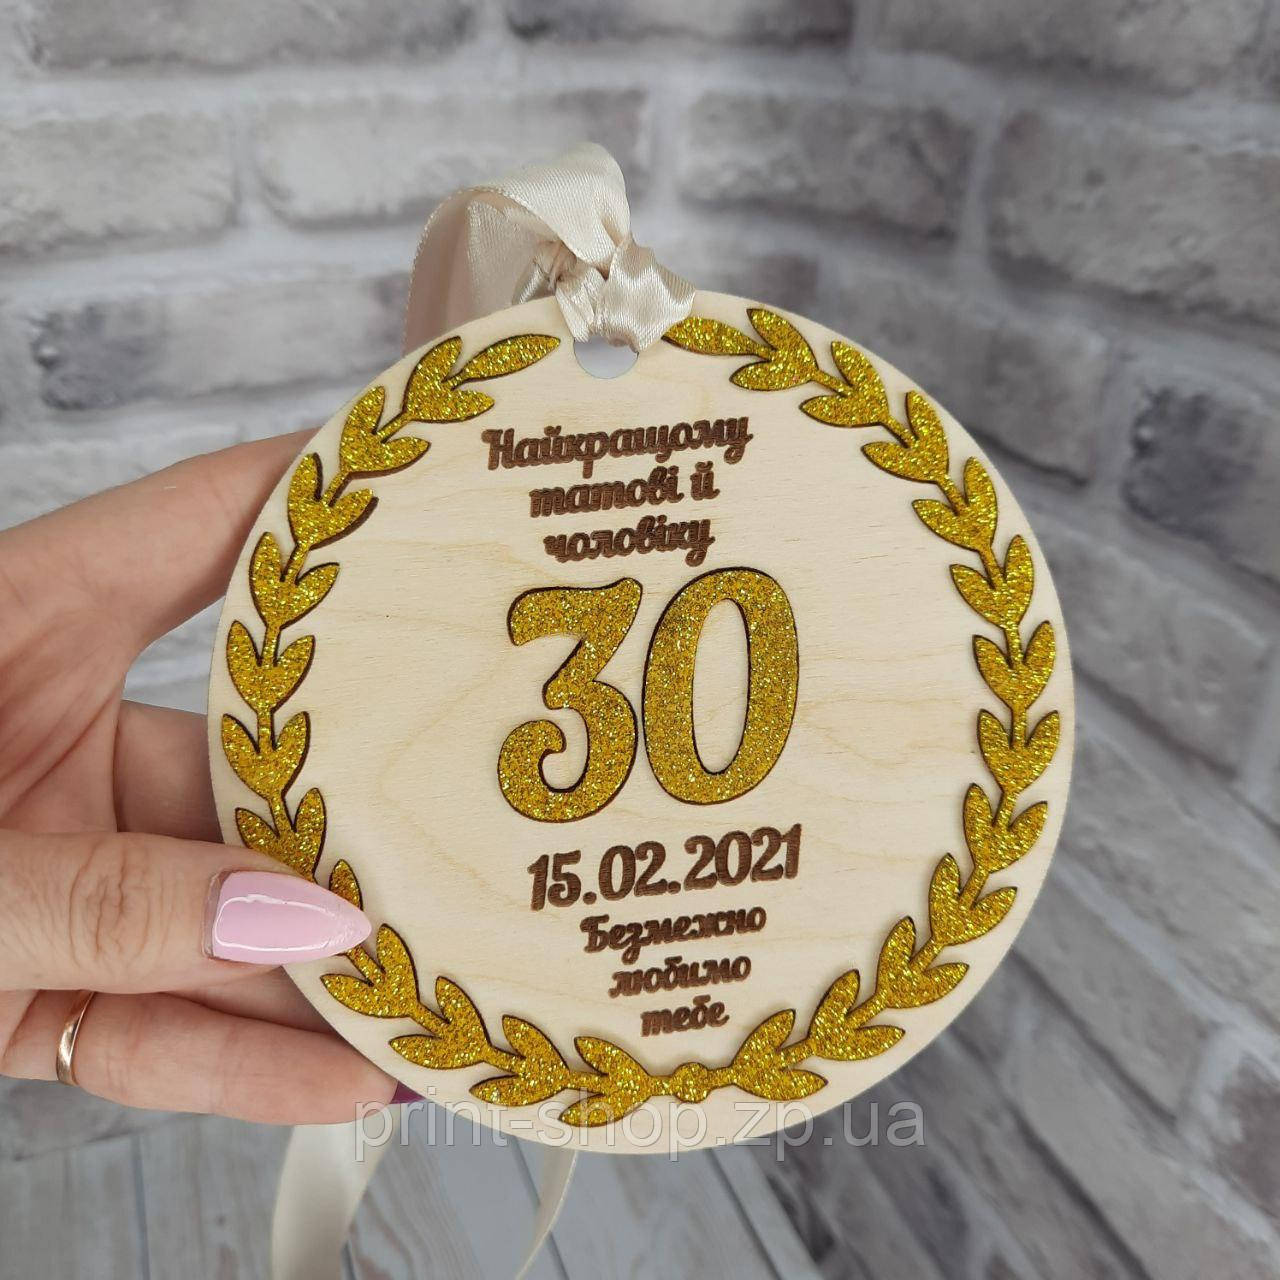 Найкращому
татові й
чоловіку
30
15.02.2021
Безмежно
любимо
тебе
print-shop.zp.ua